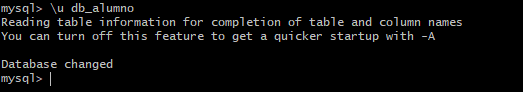 mysql> \u db_alumno
Reading table information for completion of table and column names
You can turn off this feature to get a quicker startup with -A
Database changed
mysql>